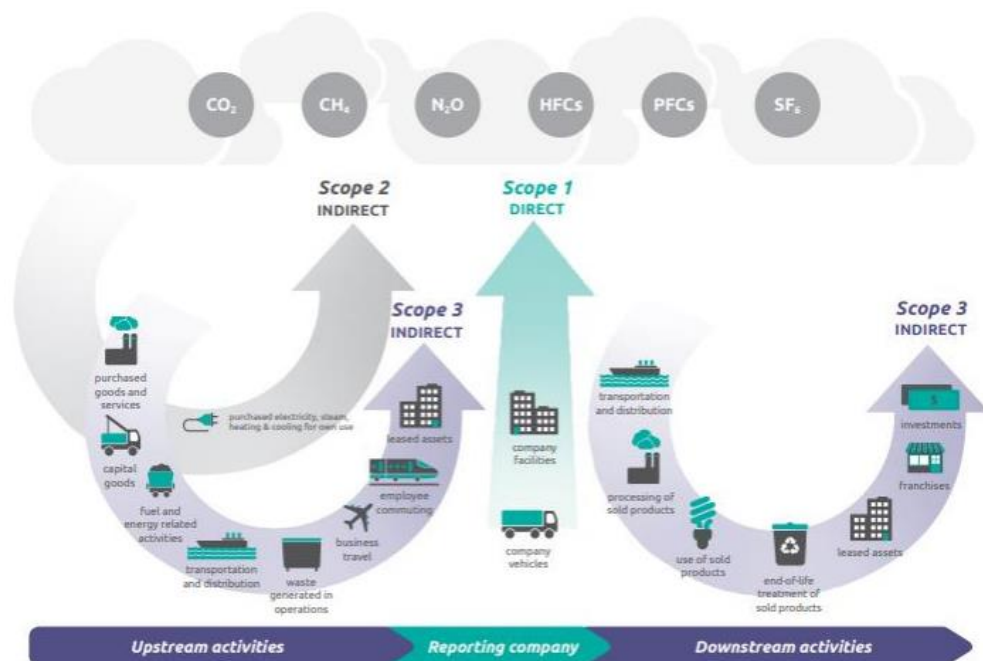 CO₂
CH₄
N₂O
HFCs
PFCs
SF₆
Scope 2
INDIRECT
Scope 1
DIRECT
Scope 3
INDIRECT
Scope 3
INDIRECT
purchased
goods and
services
capital
goods
fuel and
energy related
activities
transportation
and distribution
waste
generated in
operations
business
travel
employee
commuting
leased assets
purchased electricity, steam,
heating & cooling for own use
company
facilities
company
vehicles
transportation
and distribution
processing of
sold products
use of sold
products
end-of-life
treatment of
sold products
leased assets
franchises
$
investments
Upstream activities
Reporting company
Downstream activities